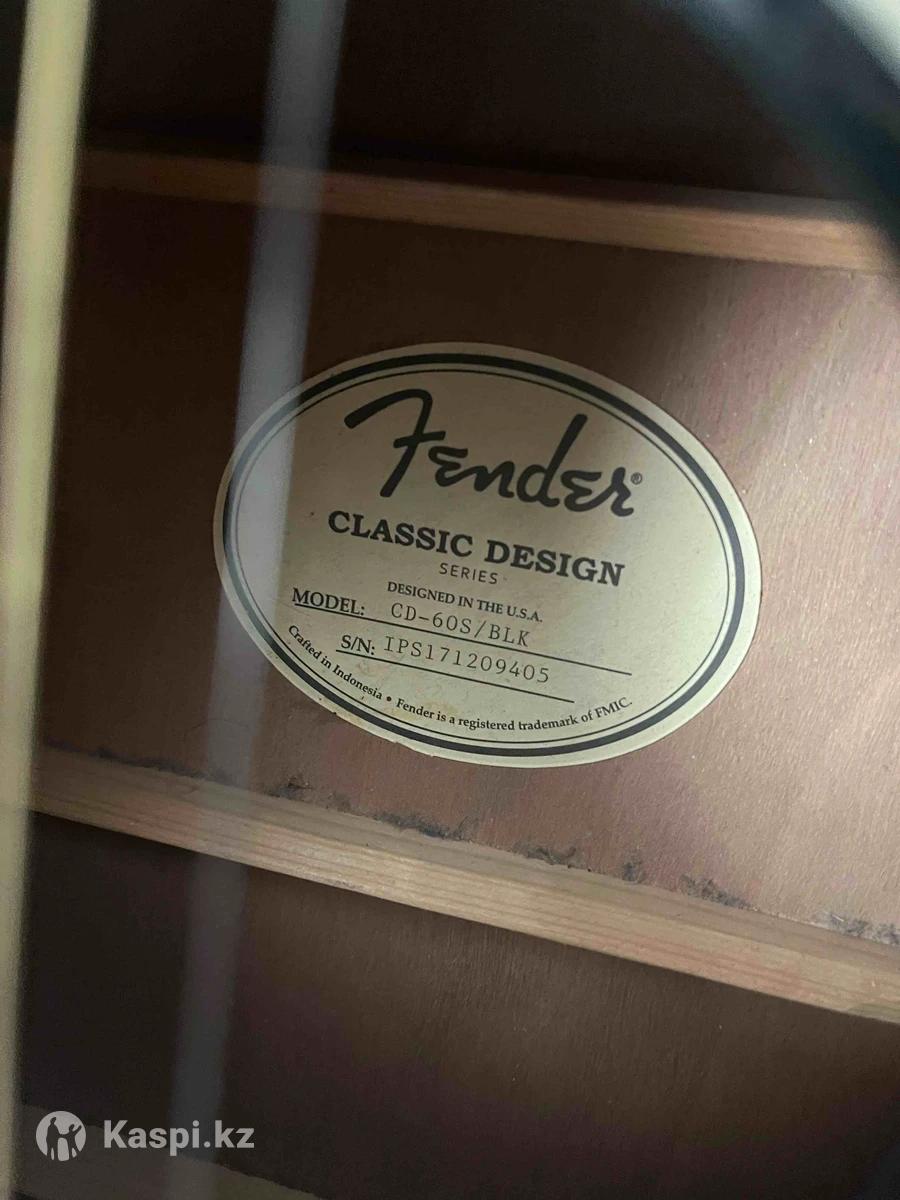 Fender®
CLASSIC DESIGN
SERIES
DESIGNED IN THE U.S.A.
MODEL: CD-60S/BLK
S/N: IPS171209405
Crafted in Indonesia • Fender is a registered trademark of FMIC.
Kaspi.kz